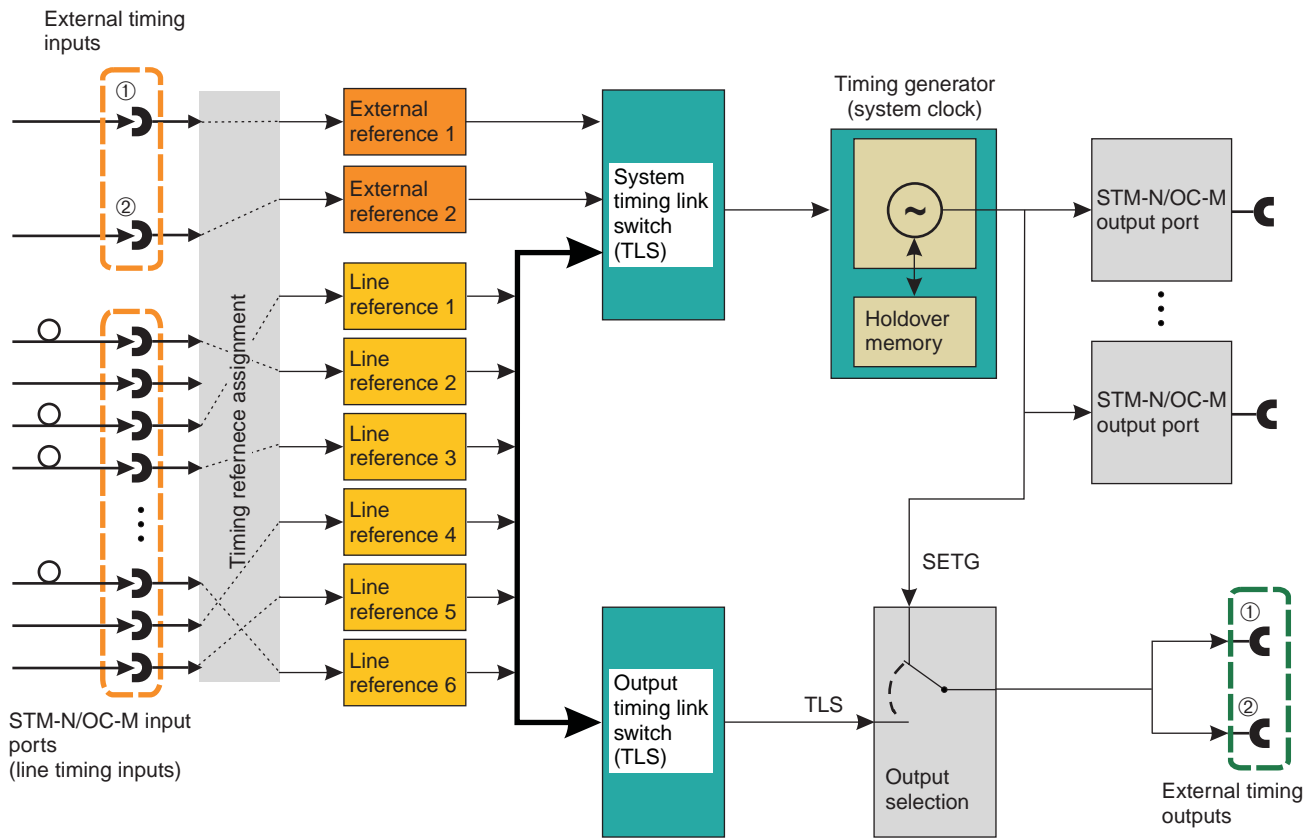 External timing
inputs
①
②
Timing refernece assignment
External
reference 1
External
reference 2
Line
reference 1
Line
reference 2
Line
reference 3
Line
reference 4
Line
reference 5
Line
reference 6
STM-N/OC-M input
ports
(line timing inputs)
System
timing link
switch
(TLS)
Output
timing link
switch
(TLS)
Timing generator
(system clock)
~
Holdover
memory
STM-N/OC-M
output port
STM-N/OC-M
output port
SETG
TLS
Output
selection
①
②
External timing
outputs